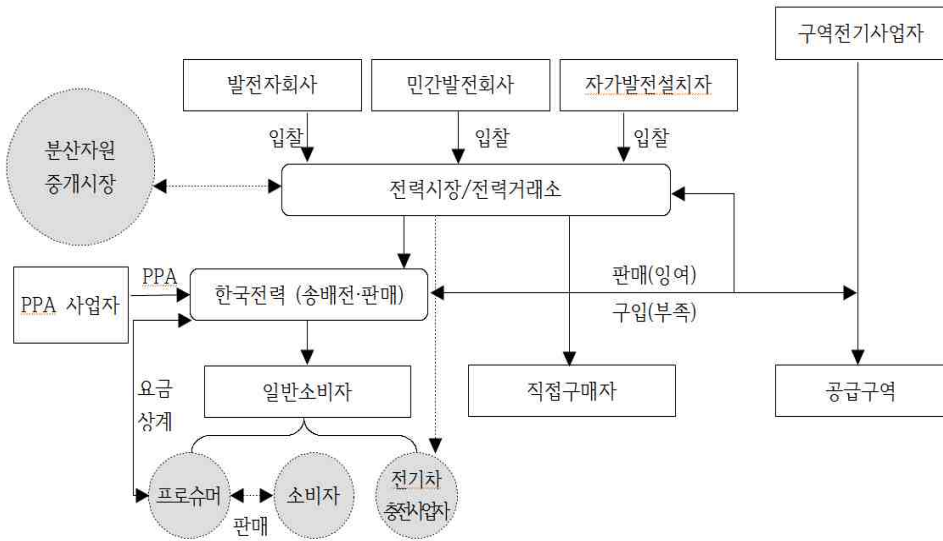 구역전기사업자
발전자회사
민간발전회사
자가발전설치자
입찰
입찰
입찰
분산자원
중개시장
전력시장/전력거래소
PPA 사업자
PPA
한국전력 (송배전·판매)
판매(잉여)
구입(부족)
요금
상계
일반소비자
직접구매자
공급구역
프로슈머
판매
소비자
전기차
충전사업자